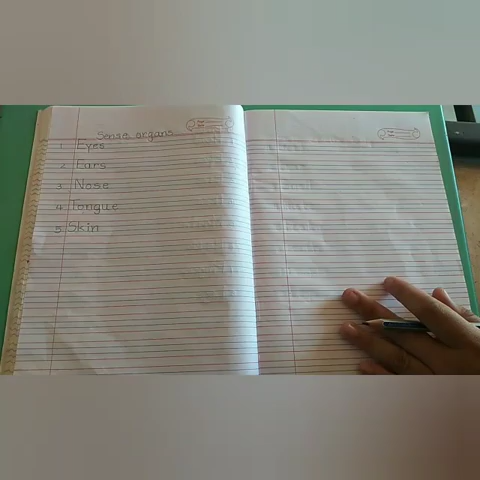 Sense organs
1 Eyes
2 Ears
3 Nose
4 Tongue
5 Skin